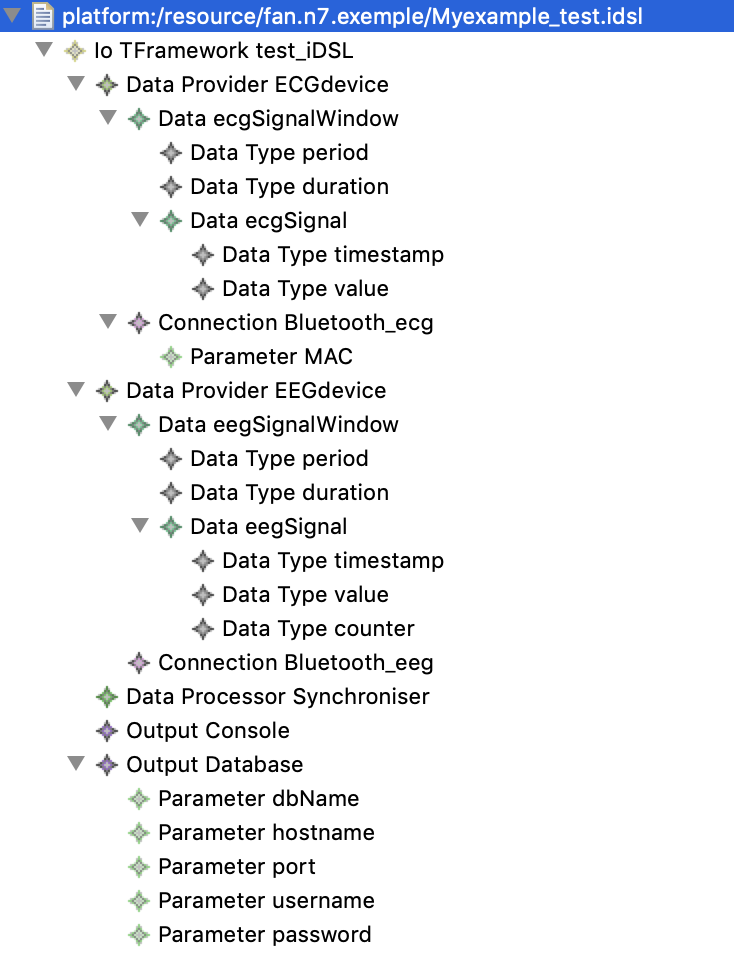 platform:/resource/fan.n7.exemple/Myexample_test.idsl
Io TFramework test_iDSL
Data Provider ECGdevice
Data ecgSignalWindow
Data Type period
Data Type duration
Data ecgSignal
Data Type timestamp
Data Type value
Connection Bluetooth_ecg
Parameter MAC
Data Provider EEGdevice
Data eegSignalWindow
Data Type period
Data Type duration
Data eegSignal
Data Type timestamp
Data Type value
Data Type counter
Connection Bluetooth_eeg
Data Processor Synchroniser
Output Console
Output Database
Parameter dbName
Parameter hostname
Parameter port
Parameter username
Parameter password